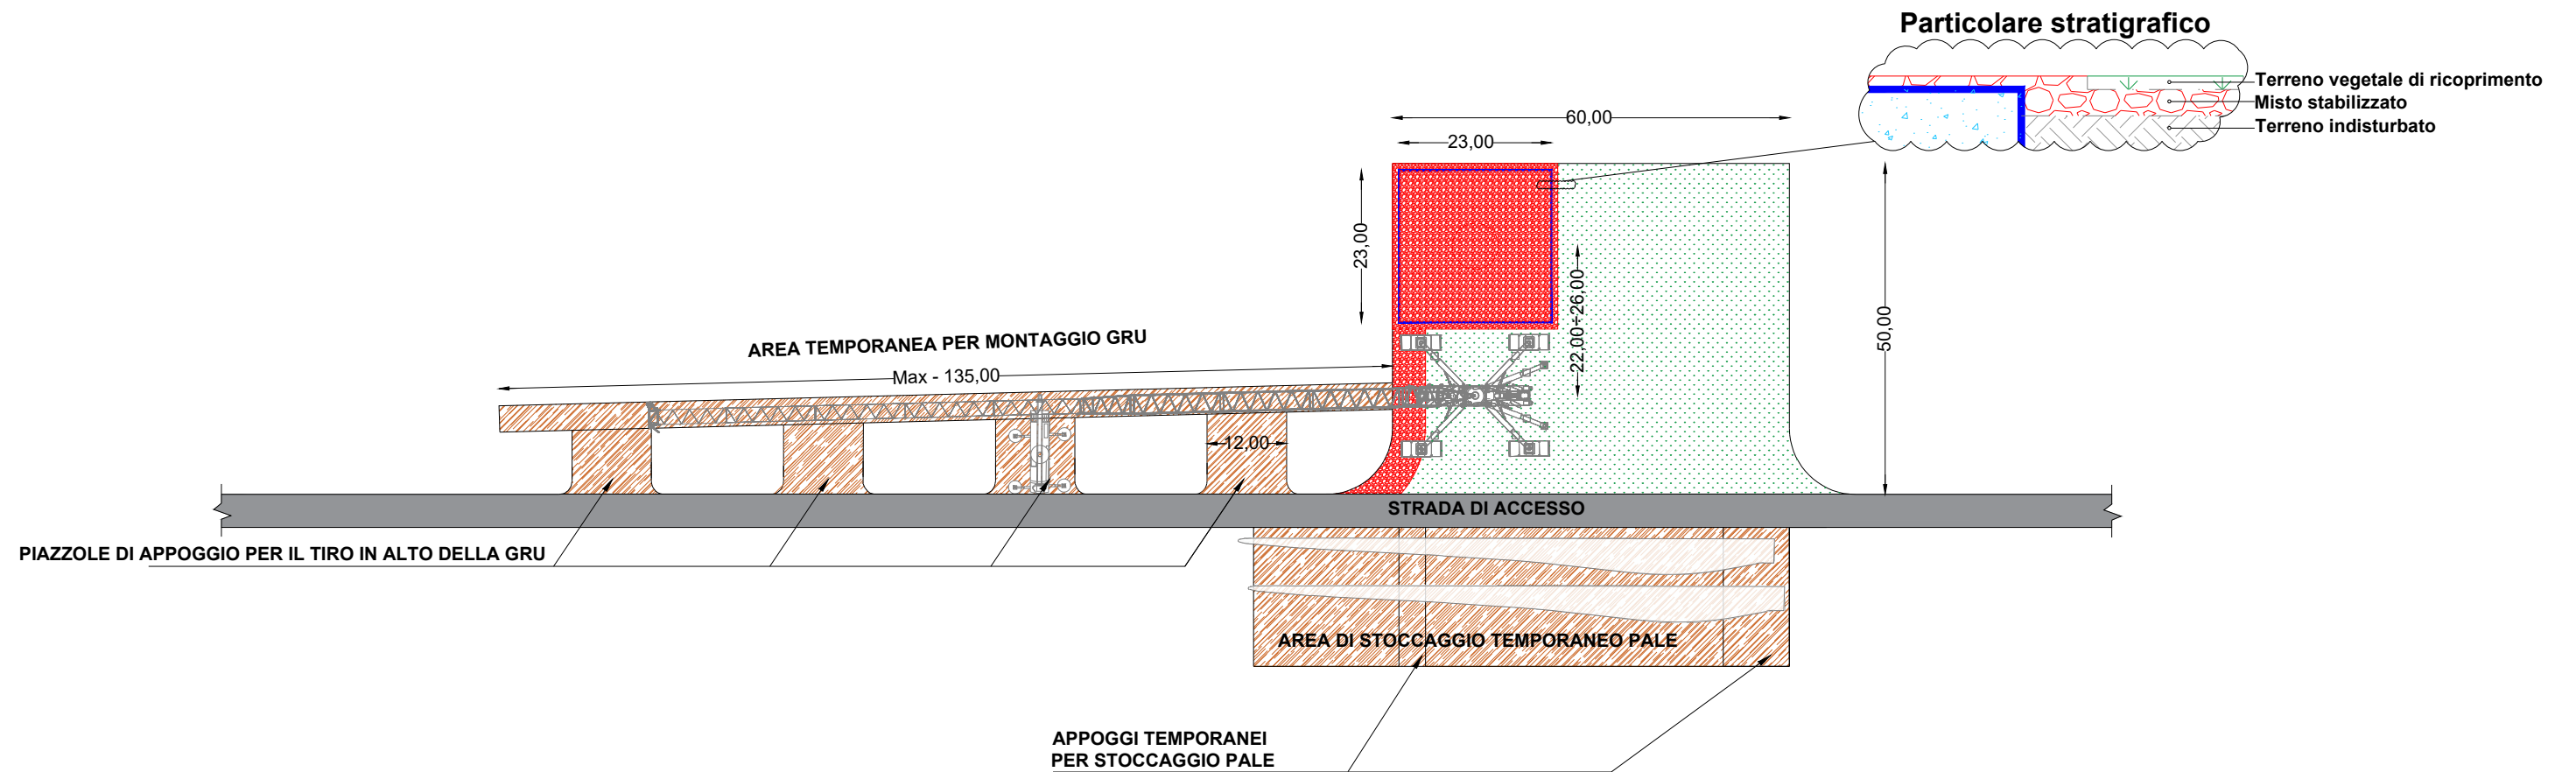 Particolare stratigrafico
Terreno vegetale di ricoprimento
Misto stabilizzato
Terreno indisturbato
60,00
23,00
23,00
22,00÷26,00
50,00
AREA TEMPORANEA PER MONTAGGIO GRU
Max - 135,00
12,00
STRADA DI ACCESSO
PIAZZOLE DI APPOGGIO PER IL TIRO IN ALTO DELLA GRU
AREA DI STOCCAGGIO TEMPORANEO PALE
APPOGGI TEMPORANEI
PER STOCCAGGIO PALE